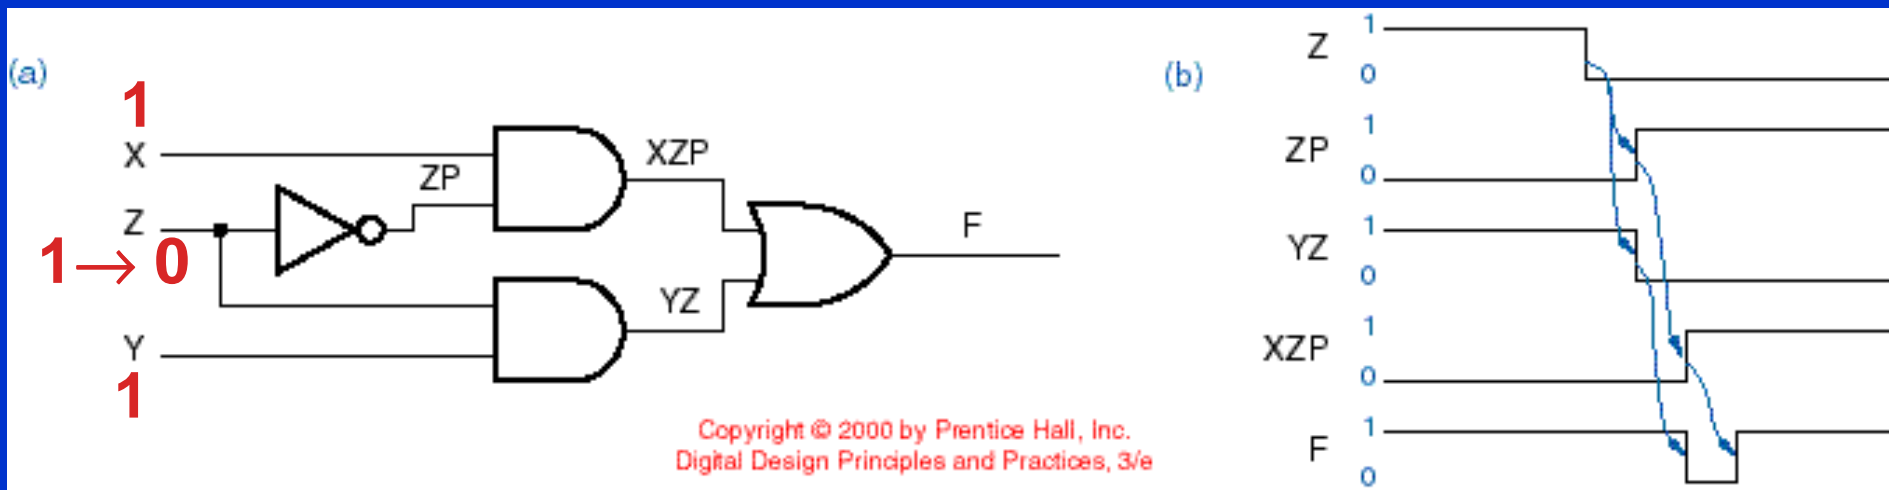 (a)
1
X
ZP
XZP
Z
1→ 0
F
YZ
Y
1
Copyright © 2000 by Prentice Hall, Inc.
Digital Design Principles and Practices, 3/e
(b)
Z 1
0
ZP 1
0
YZ 1
0
XZP 1
0
F 1
0